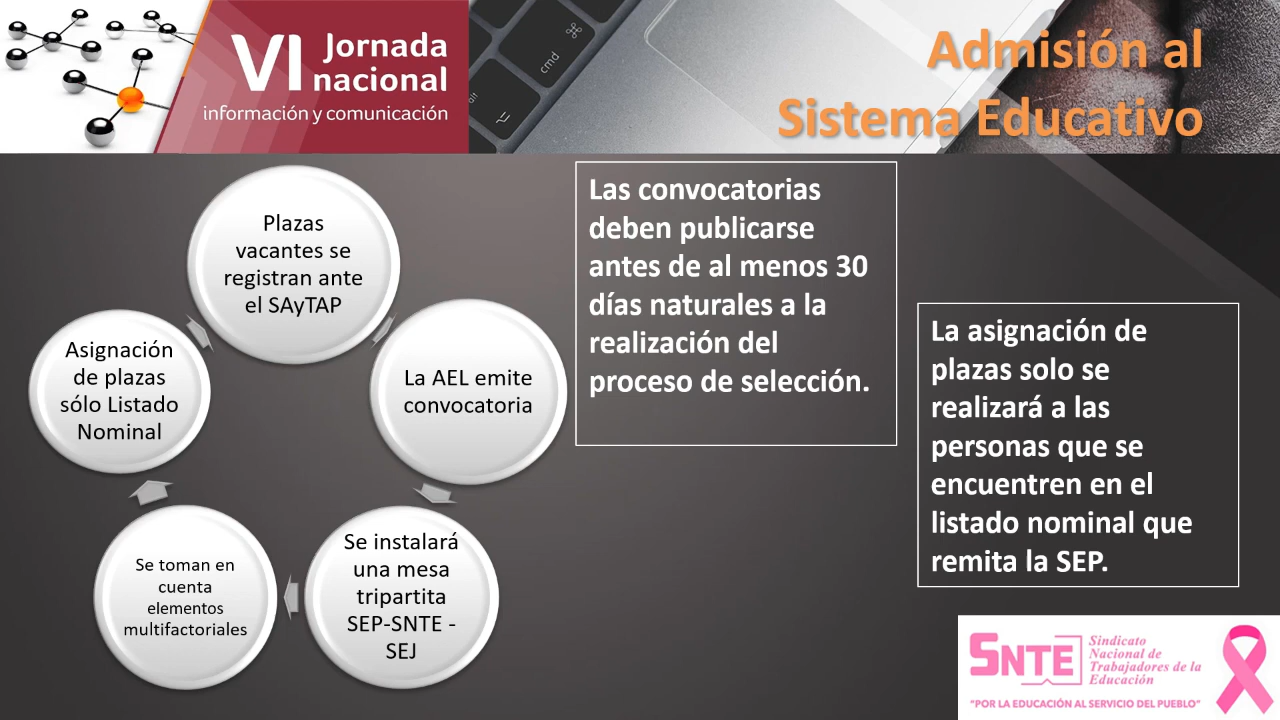 VI Jornada
nacional
información y comunicación
cmd
⌘
alt
⌥
Admisión al
Sistema Educativo
Plazas
vacantes se
registran ante
el SAyTAP
La AEL emite
convocatoria
Se instalará
una mesa
tripartita
SEP-SNTE -
SEJ
Se toman en
cuenta
elementos
multifactoriales
Asignación
de plazas
sólo Listado
Nominal
Las convocatorias
deben publicarse
antes de al menos 30
días naturales a la
realización del
proceso de selección.
La asignación de
plazas solo se
realizará a las
personas que se
encuentren en el
listado nominal que
remita la SEP.
SNTE
Sindicato
Nacional de
Trabajadores de la
Educación
"POR LA EDUCACIÓN AL SERVICIO DEL PUEBLO"